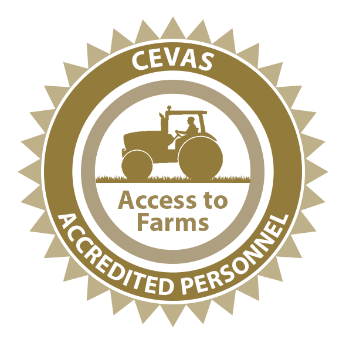 CEVAS
Access to
Farms
ACCREDITED PERSONNEL